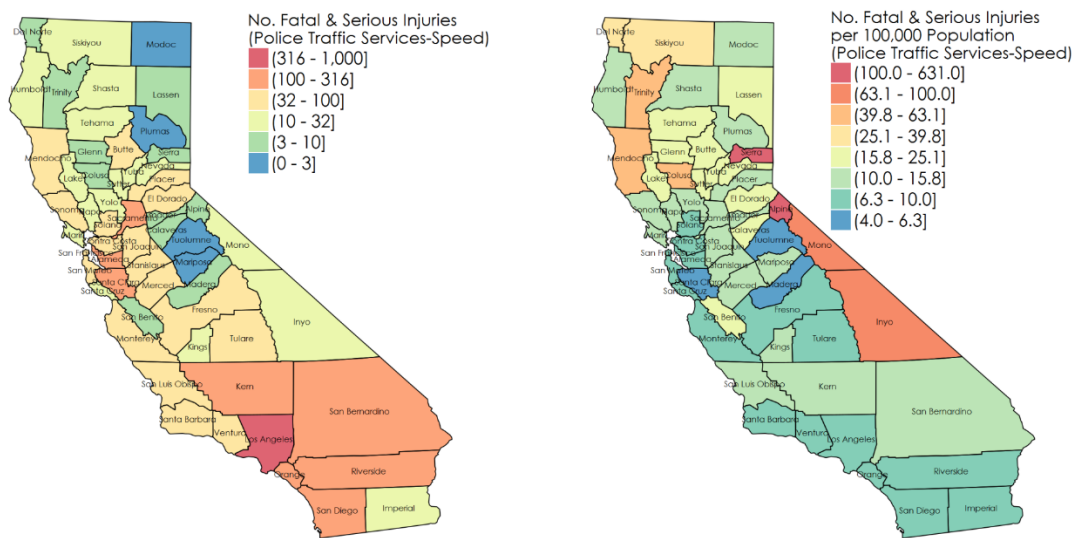 No. Fatal & Serious Injuries
(Police Traffic Services-Speed)
(316 - 1,000]
(100 - 316]
(32 - 100]
(10 - 32]
(3 - 10]
(0 - 3]
Del Norte
Siskiyou
Modoc
Humboldt
Trinity
Shasta
Lassen
Tehama
Plumas
Mendocino
Glenn
Butte
Sierra
Lake
Colusa
Sutter
Yuba
Nevada
Placer
Sonoma
Napa
Yolo
El Dorado
Sacramento
Amador
Alpine
Solano
Marin
Calaveras
Contra Costa
San Joaquin
Tuolumne
Mono
San Francisco
Alameda
San Mateo
Stanislaus
Mariposa
Santa Clara
Santa Cruz
Merced
Madera
San Benito
Fresno
Inyo
Monterey
Kings
Tulare
San Luis Obispo
Kern
San Bernardino
Santa Barbara
Ventura
Los Angeles
Orange
Riverside
San Diego
Imperial
No. Fatal & Serious Injuries
per 100,000 Population
(Police Traffic Services-Speed)
(100.0 - 631.0]
(63.1 - 100.0]
(39.8 - 63.1]
(25.1 - 39.8]
(15.8 - 25.1]
(10.0 - 15.8]
(6.3 - 10.0]
(4.0 - 6.3]
Del Norte
Siskiyou
Modoc
Humboldt
Trinity
Shasta
Lassen
Tehama
Plumas
Mendocino
Glenn
Butte
Sierra
Lake
Colusa
Sutter
Yuba
Nevada
Placer
Sonoma
Napa
Yolo
El Dorado
Sacramento
Amador
Alpine
Solano
Marin
Calaveras
Contra Costa
San Joaquin
Tuolumne
Mono
San Francisco
Alameda
San Mateo
Stanislaus
Mariposa
Santa Clara
Santa Cruz
Merced
Madera
San Benito
Fresno
Inyo
Monterey
Kings
Tulare
San Luis Obispo
Kern
San Bernardino
Santa Barbara
Ventura
Los Angeles
Orange
Riverside
San Diego
Imperial